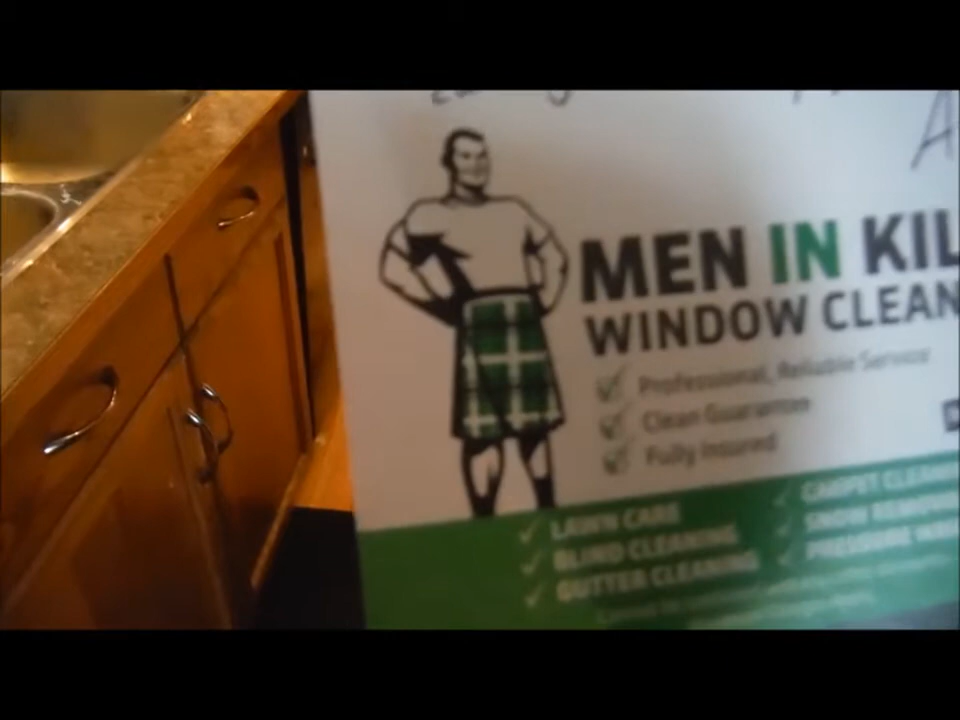 MEN IN KIL
WINDOW CLEAN
Professional, Reliable Service
Clean Guarantee
Fully Insured
LAWN CARE
BLIND CLEANING
GUTTER CLEANING
CARPET CLEANI
SNOW REMOV
PRESSURE WA